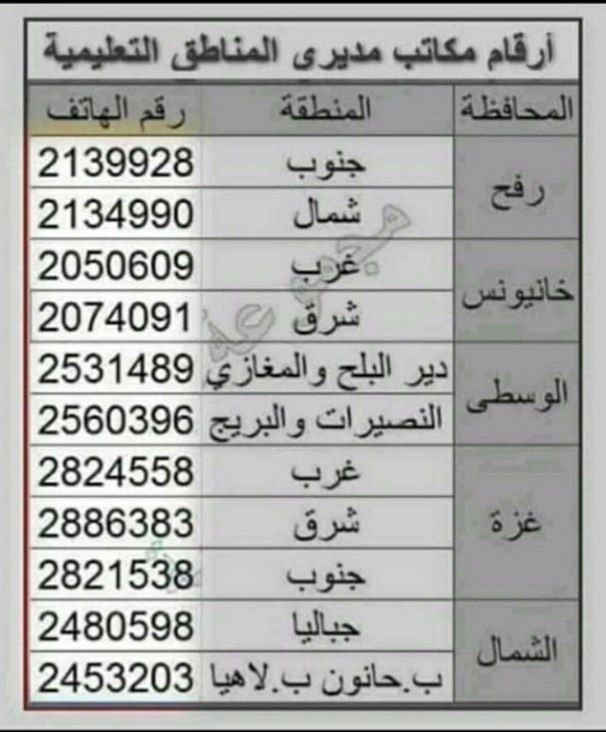 أرقام مكاتب مديرى المناطق التعليمية
المحافظة المنطقة رقم الهاتف
رفح جنوب 2139928
شمال 2134990
خانيونس غرب 2050609
شرق 2074091
الوسطى دير البلح والمغازي 2531489
النصيرات والبريج 2560396
غزة غرب 2824558
شرق 2886383
جنوب 2821538
الشمال جباليا 2480598
ب.حانون ب.لاهيا 2453203
مجموعة